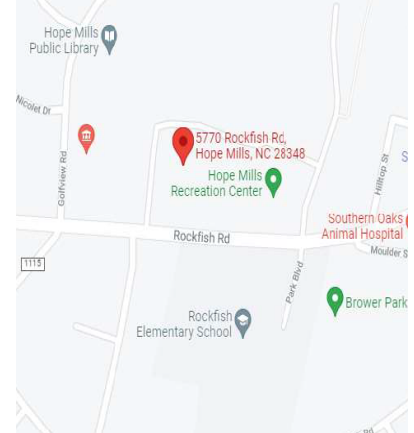 Hope Mills
Public Library
Nicolet Dr
Golfview Rd
5770 Rockfish Rd,
Hope Mills, NC 28348
Hope Mills
Recreation Center
Hilltop St
S
Southern Oaks
Animal Hospital
Rockfish Rd
Moulder S
1115
Park Blvd
Brower Park
Rockfish
Elementary School
Rd